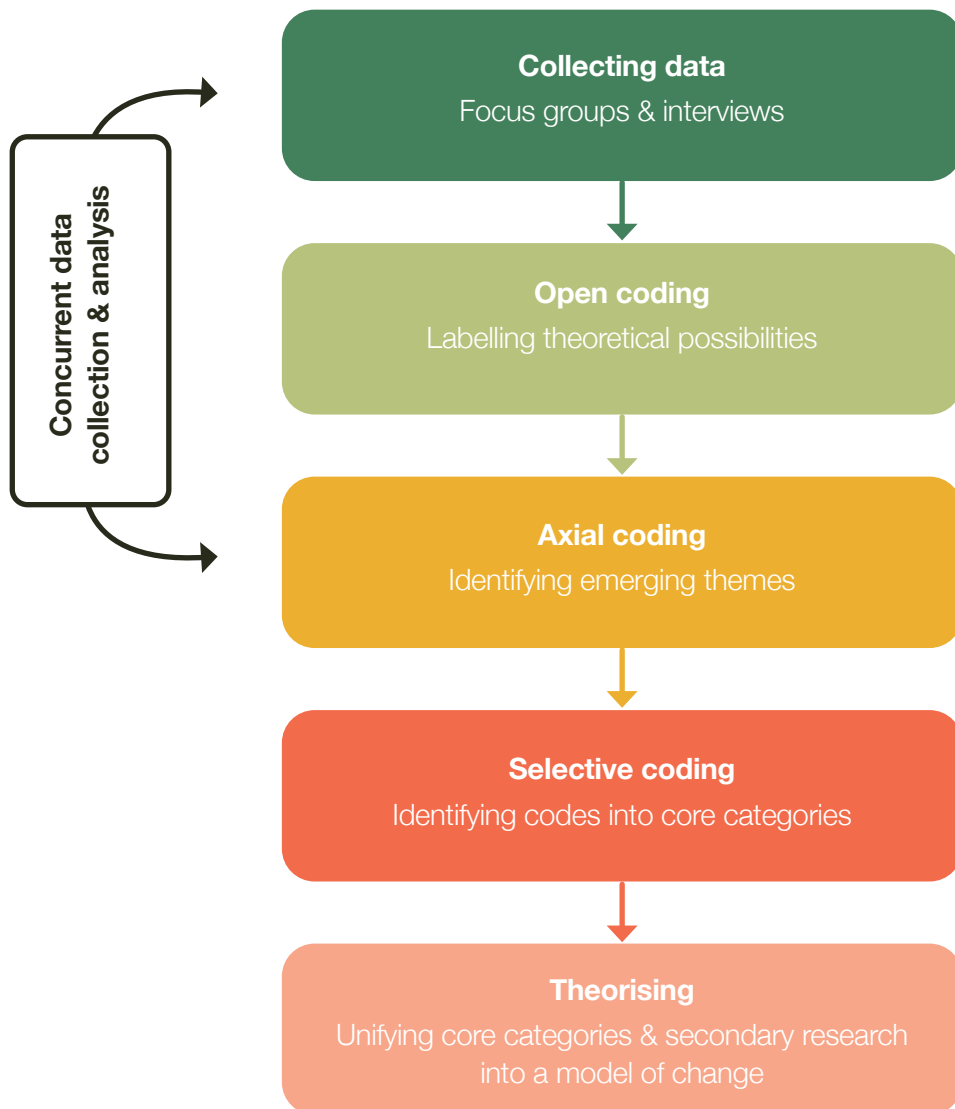 Concurrent data
collection & analysis
Collecting data
Focus groups & interviews
Open coding
Labelling theoretical possibilities
Axial coding
Identifying emerging themes
Selective coding
Identifying codes into core categories
Theorising
Unifying core categories & secondary research
into a model of change